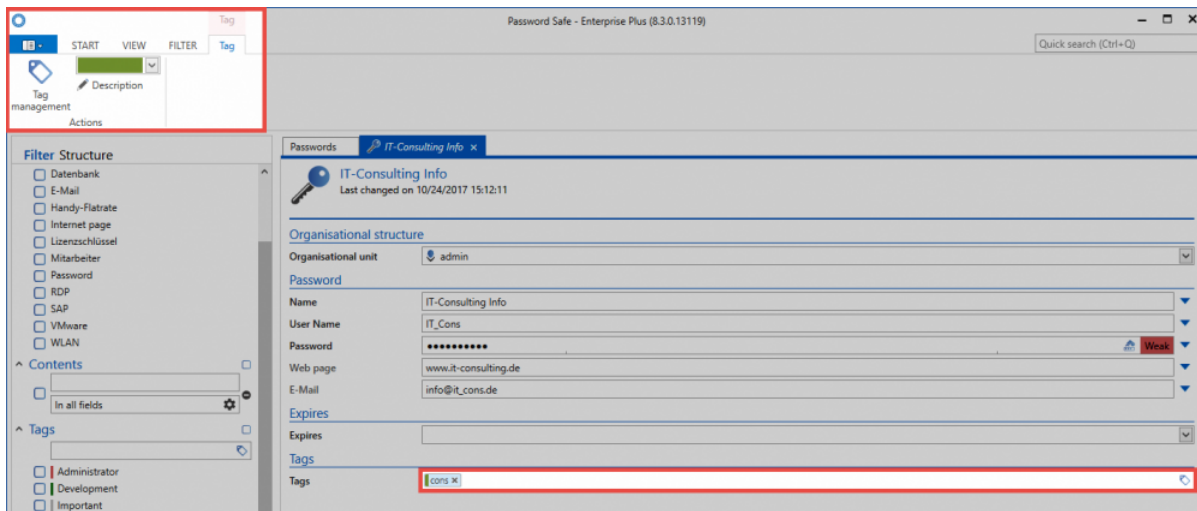 Tag
Password Safe - Enterprise Plus (8.3.0.13119)
START VIEW FILTER Tag
Quick search (Ctrl+Q)
Description
Tag
management
Actions
Filter Structure
Datenbank
E-Mail
Handy-Flatrate
Internet page
Lizenzschlüssel
Mitarbeiter
Password
RDP
SAP
VMware
WLAN
Contents
In all fields
Tags
Administrator
Development
Important
Passwords IT-Consulting Info
IT-Consulting Info
Last changed on 10/24/2017 15:12:11
Organisational structure
Organisational unit admin
Password
Name IT-Consulting Info
User Name IT_Cons
Password •••••••••• Weak
Web page www.it-consulting.de
E-Mail info@it_cons.de
Expires
Expires
Tags
Tags cons